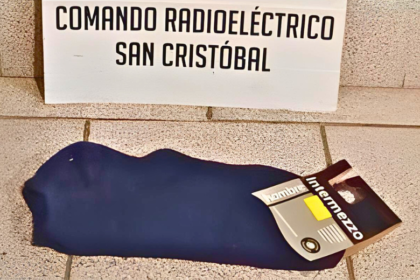 COMANDO RADIOELÉCTRICO
SAN CRISTÓBAL
hombre
intermezzo